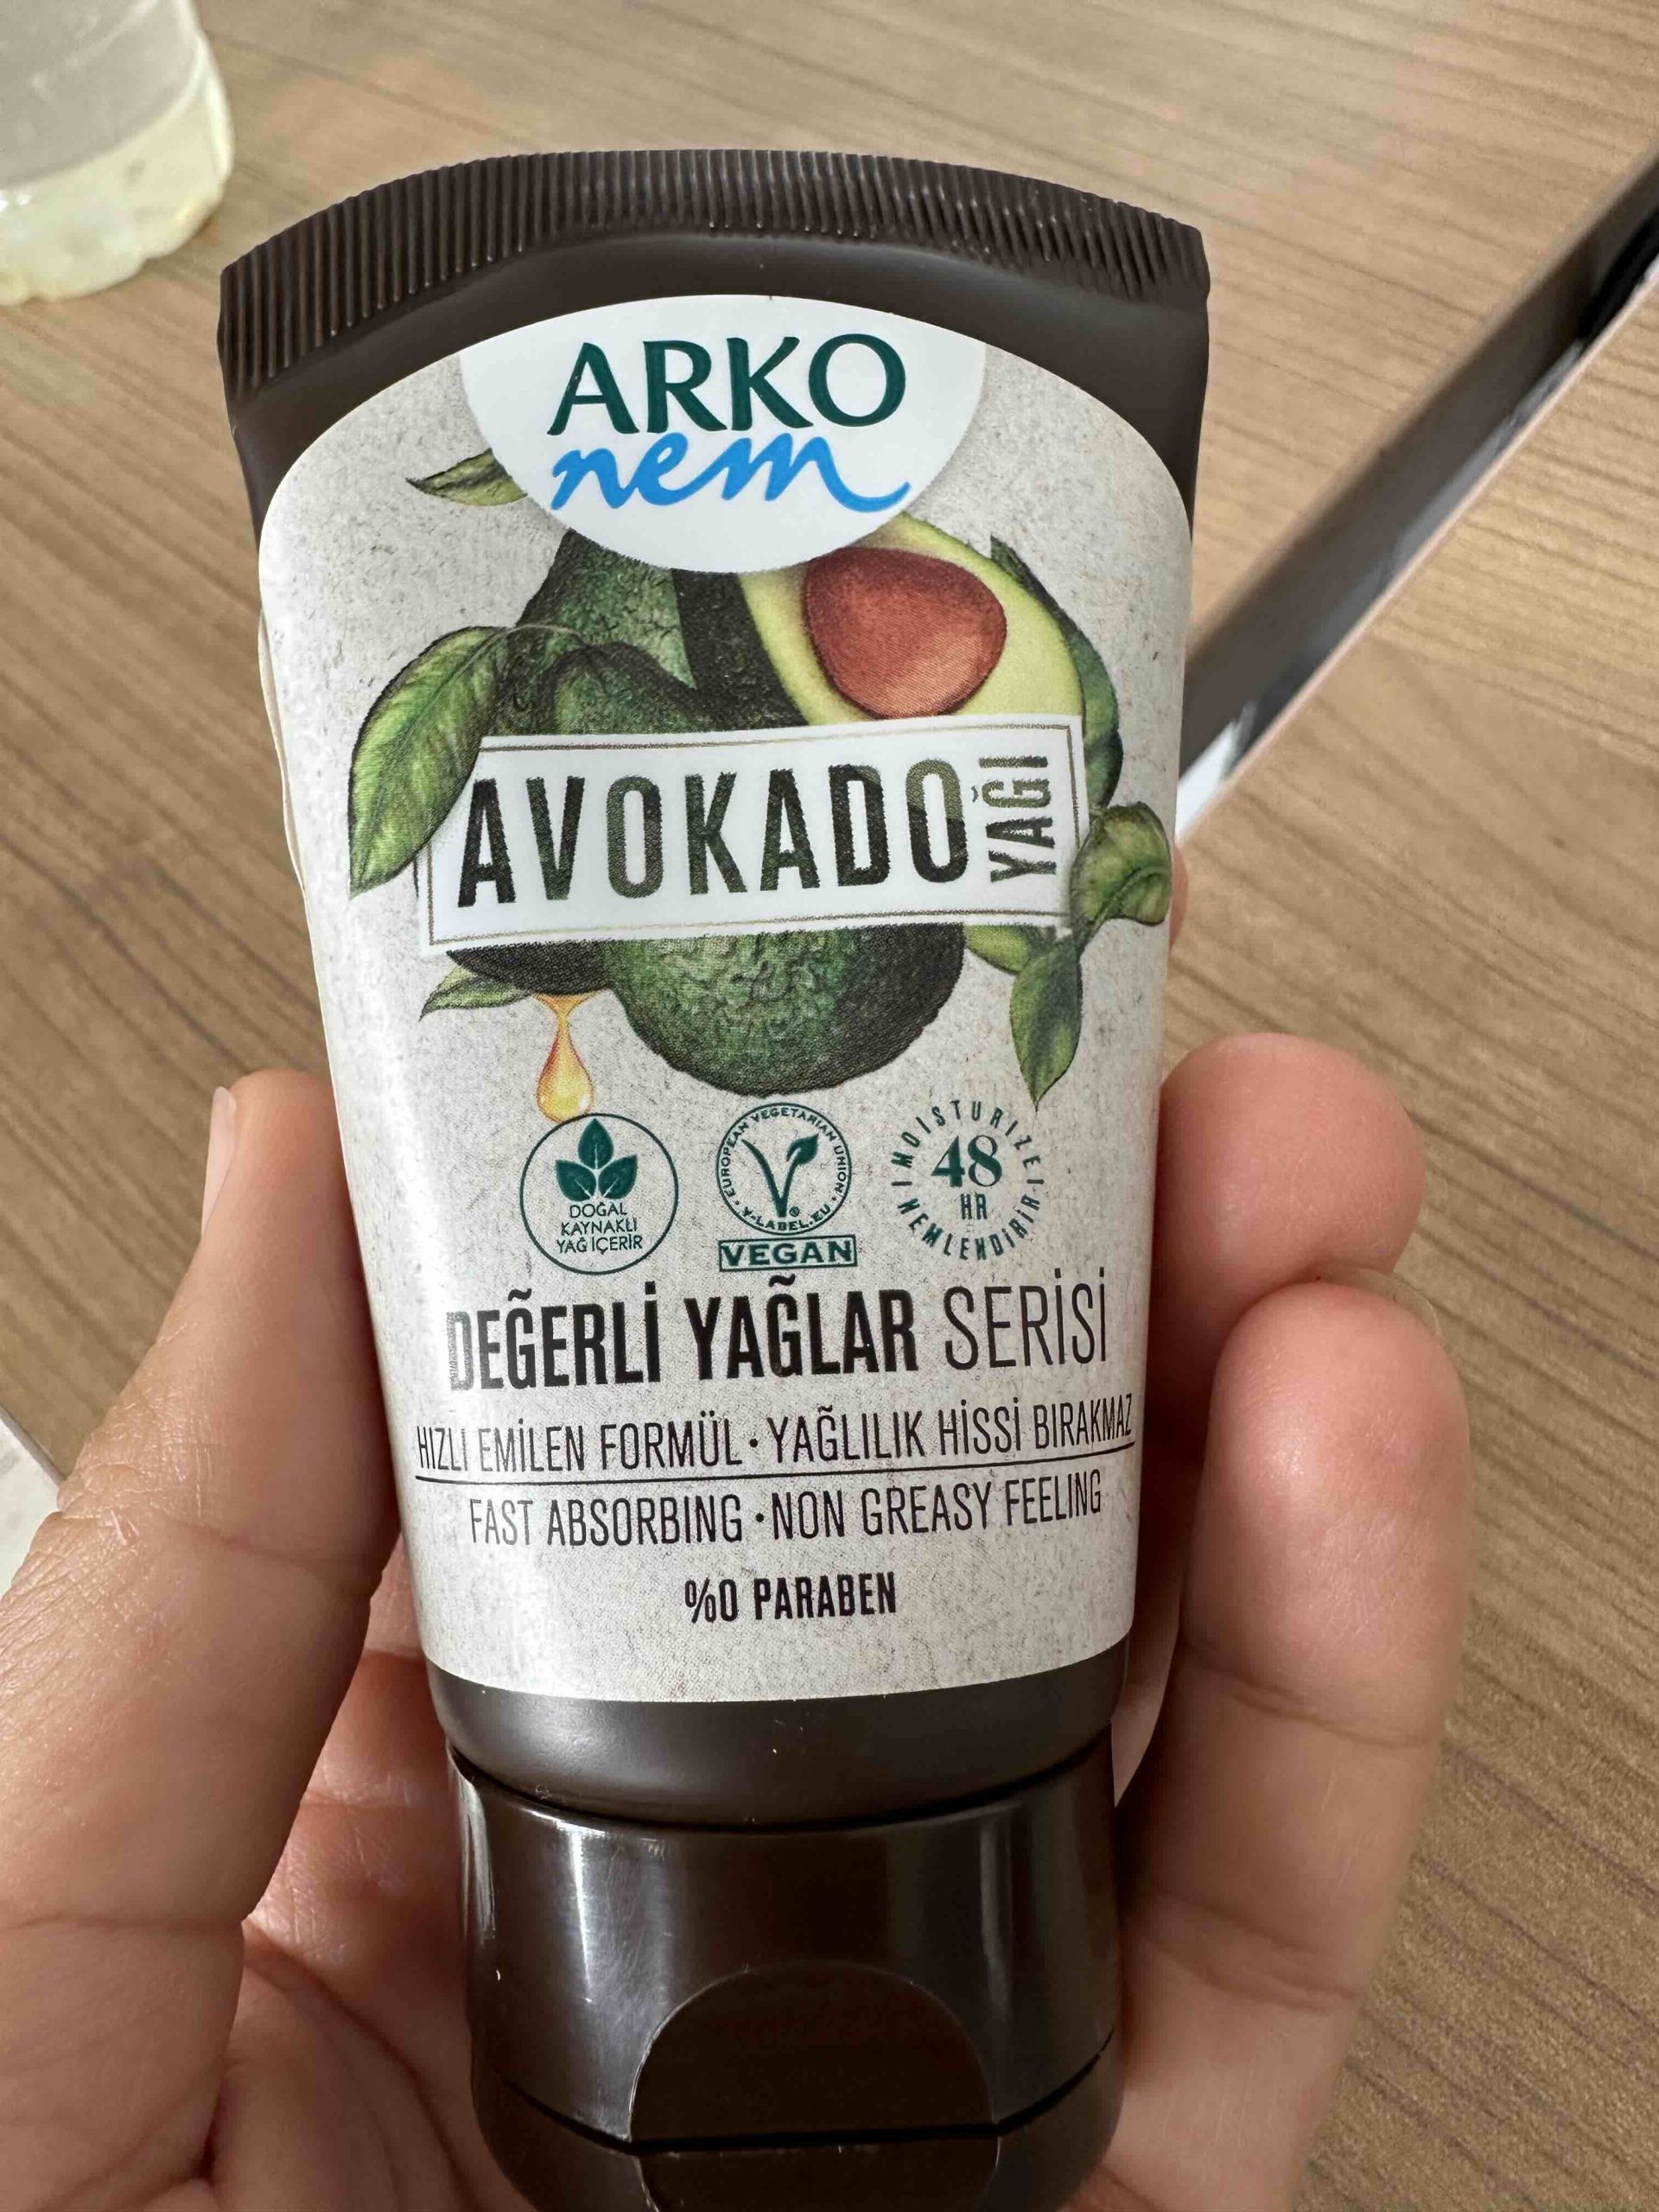 ARKO
nem
AVOKADO
YAĞI
DOĞAL
KAYNAKLI
YAĞ İÇERİR
EUROPEAN VEGETARIAN UNION
V-LABEL.EU
VEGAN
MOISTURIZE
48
HR
NEMLENDİRİR
DEĞERLİ YAĞLAR SERİSİ
HIZLI EMİLEN FORMÜL · YAĞLILIK HİSSİ BIRAKMAZ
FAST ABSORBING · NON GREASY FEELING
%0 PARABEN